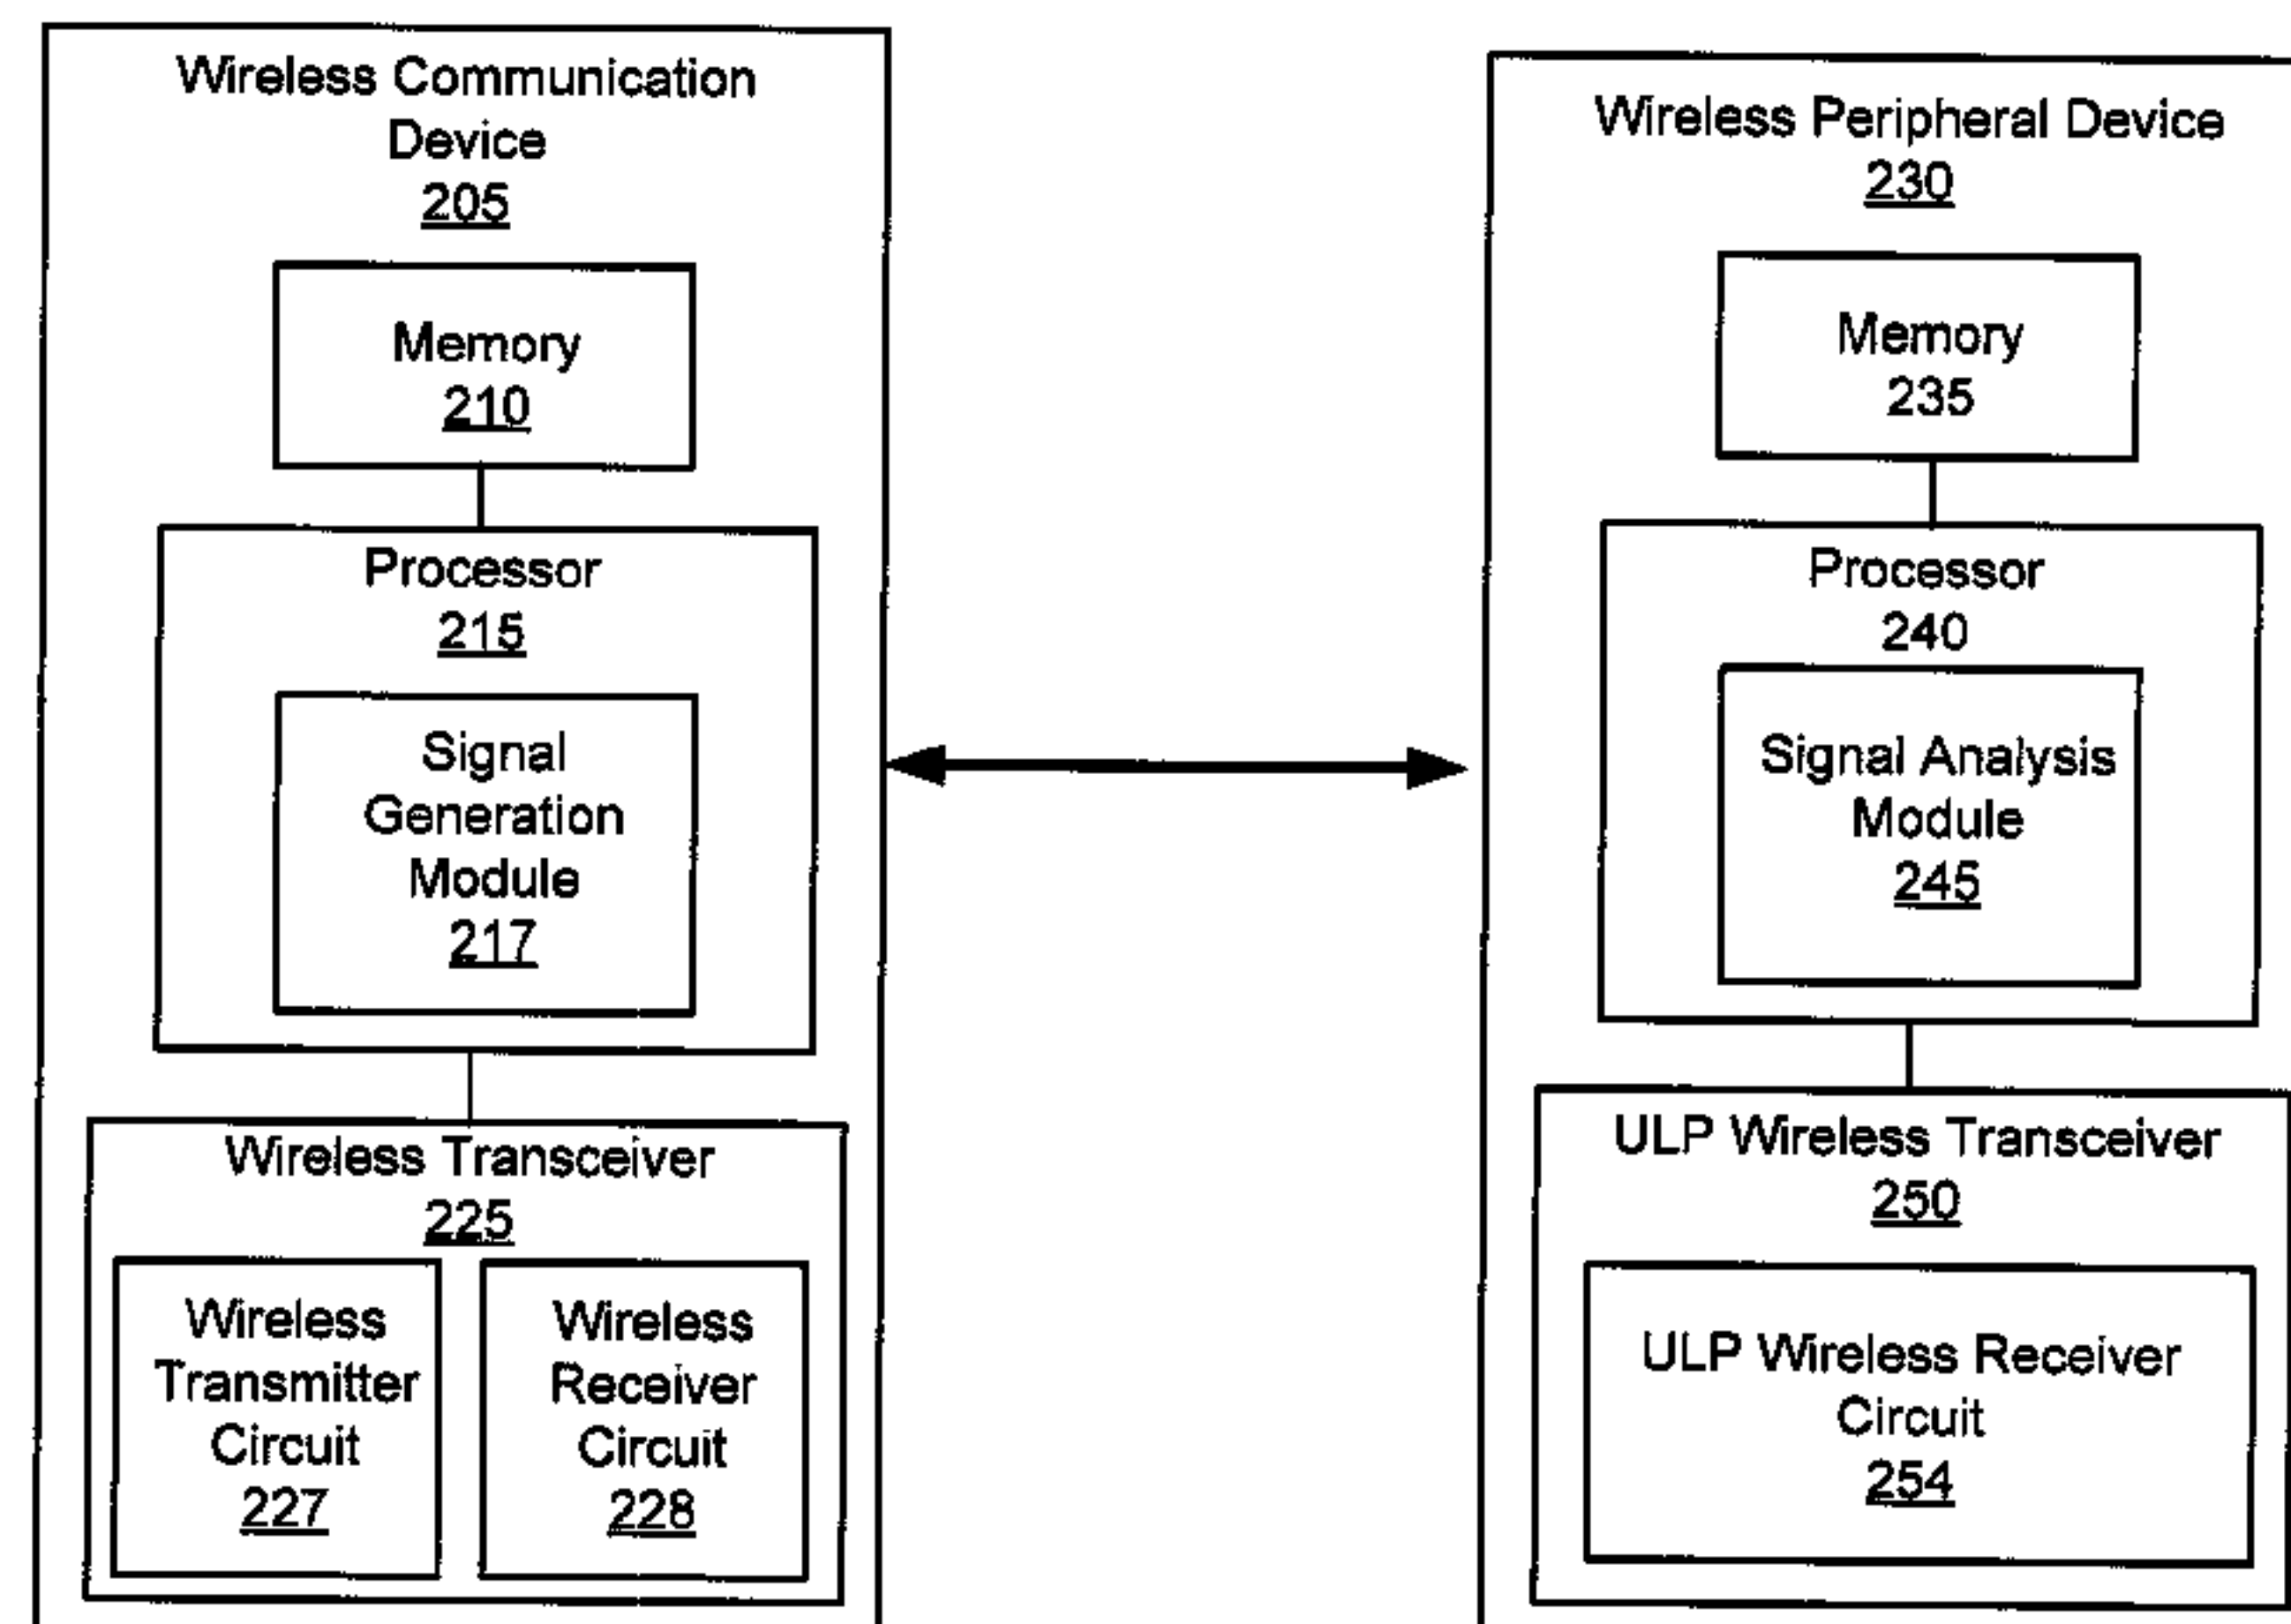 Wireless Communication
Device
205
Memory
210
Processor
215
Signal
Generation
Module
217
Wireless Transceiver
225
Wireless
Transmitter
Circuit
227
Wireless
Receiver
Circuit
228
Wireless Peripheral Device
230
Memory
235
Processor
240
Signal Analysis
Module
245
ULP Wireless Transceiver
250
ULP Wireless Receiver
Circuit
254